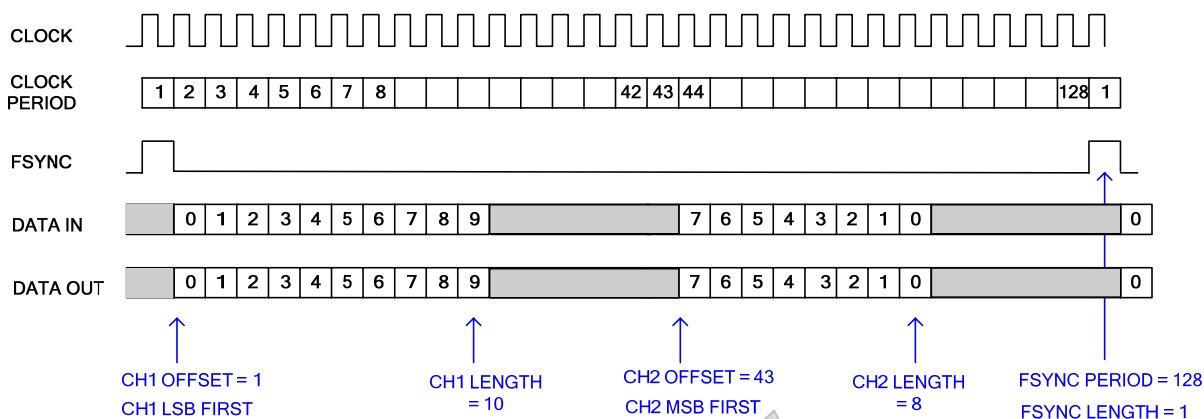 CLOCK
CLOCK PERIOD 1 2 3 4 5 6 7 8 42 43 44 128 1
FSYNC
DATA IN 0 1 2 3 4 5 6 7 8 9 7 6 5 4 3 2 1 0 0
DATA OUT 0 1 2 3 4 5 6 7 8 9 7 6 5 4 3 2 1 0 0
CH1 OFFSET = 1
CH1 LSB FIRST
CH1 LENGTH
= 10
CH2 OFFSET = 43
CH2 MSB FIRST
CH2 LENGTH
= 8
FSYNC PERIOD = 128
FSYNC LENGTH = 1